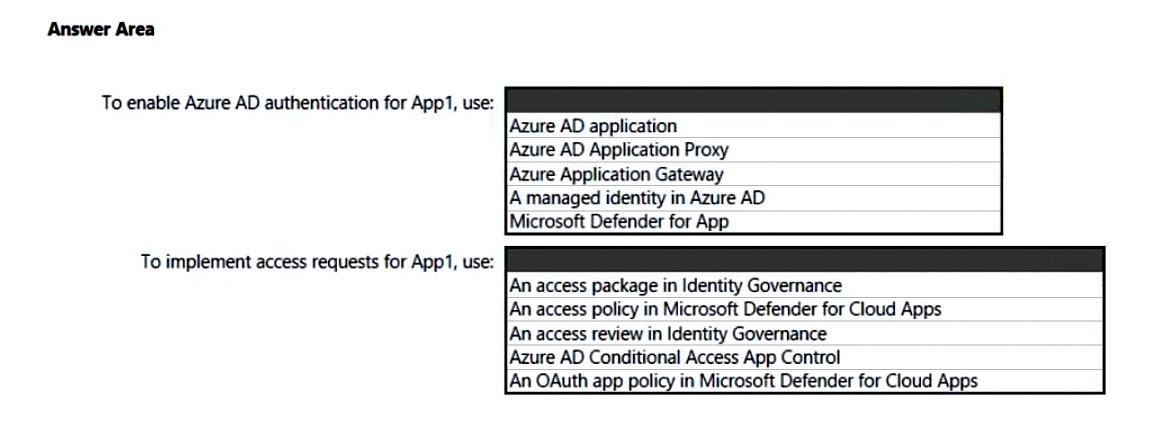 Answer Area
To enable Azure AD authentication for App1, use:
Azure AD application
Azure AD Application Proxy
Azure Application Gateway
A managed identity in Azure AD
Microsoft Defender for App
To implement access requests for App1, use:
An access package in Identity Governance
An access policy in Microsoft Defender for Cloud Apps
An access review in Identity Governance
Azure AD Conditional Access App Control
An OAuth app policy in Microsoft Defender for Cloud Apps